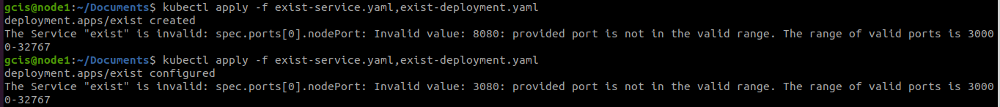 gcis@node1:~/Documents$ kubectl apply -f exist-service.yaml,exist-deployment.yaml
deployment.apps/exist created
The Service "exist" is invalid: spec.ports[0].nodePort: Invalid value: 8080: provided port is not in the valid range. The range of valid ports is 3000
0-32767
gcis@node1:~/Documents$ kubectl apply -f exist-service.yaml,exist-deployment.yaml
deployment.apps/exist configured
The Service "exist" is invalid: spec.ports[0].nodePort: Invalid value: 3080: provided port is not in the valid range. The range of valid ports is 3000
0-32767